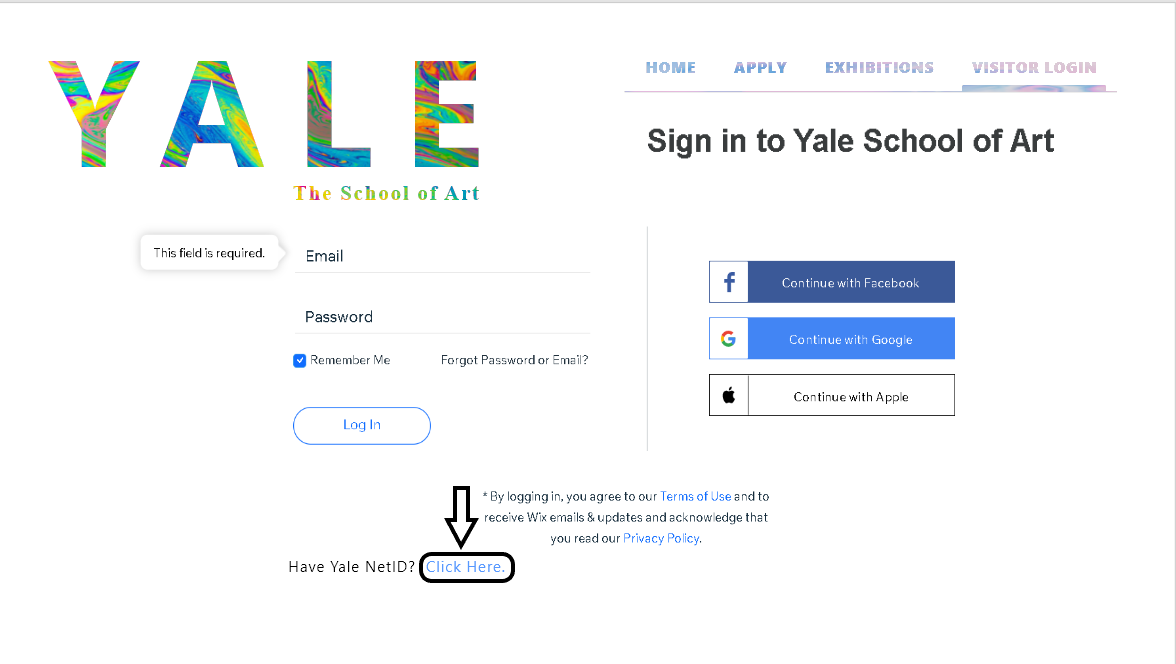 YALE
The School of Art
HOME APPLY EXHIBITIONS VISITOR LOGIN
Sign in to Yale School of Art
This field is required.
Email
Password
Remember Me
Forgot Password or Email?
Log In
Continue with Facebook
Continue with Google
Continue with Apple
* By logging in, you agree to our Terms of Use and to
receive Wix emails & updates and acknowledge that
you read our Privacy Policy.
Have Yale NetID? Click Here.